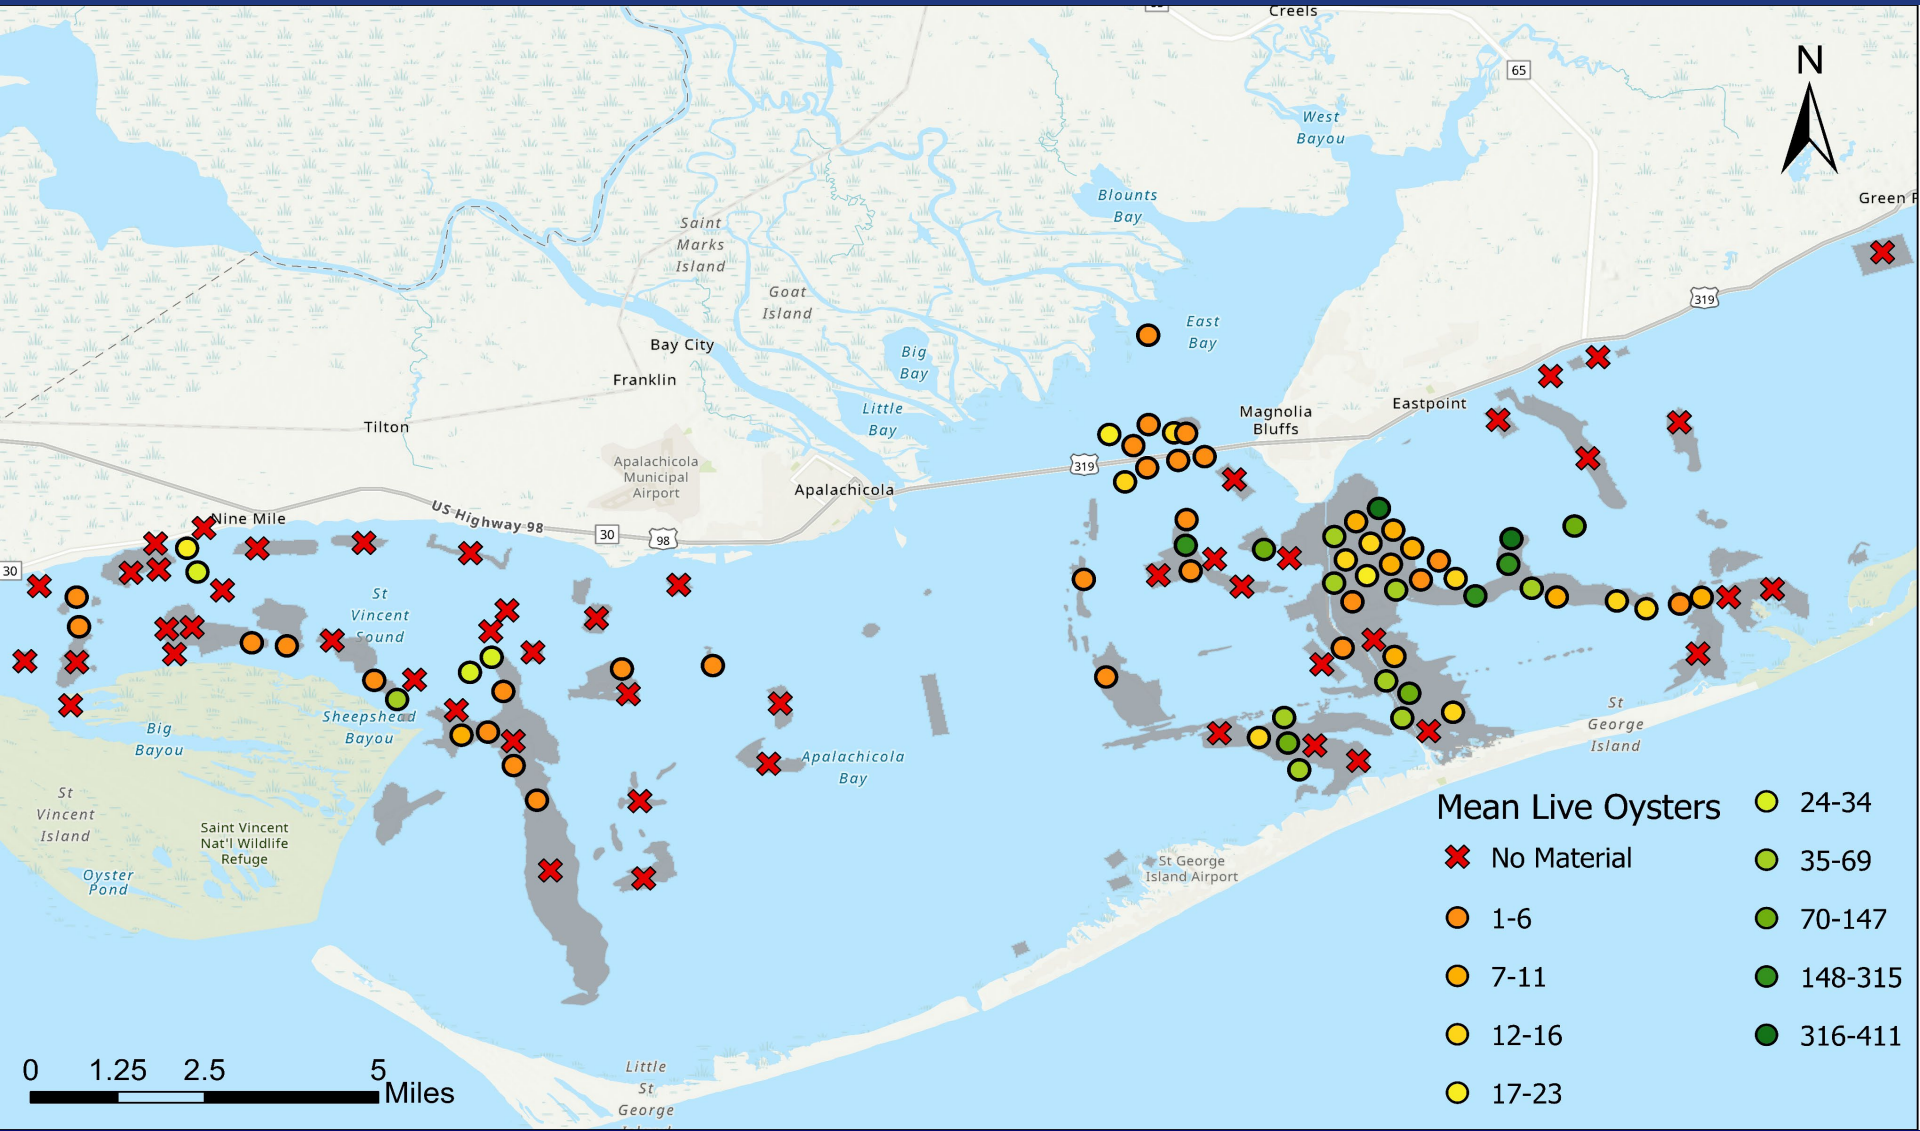 Creels
65
N
West
Bayou
Blounts
Bay
Green
Saint
Marks
Island
Goat
Island
319
East
Bay
Bay City
Big
Bay
Franklin
Little
Bay
Magnolia
Bluffs
Eastpoint
Tilton
Apalachicola
Municipal
Airport
319
Apalachicola
US Highway 98
Nine Mile
30
98
30
St
Vincent
Sound
Sheepshead
Bayou
Big
Bayou
Apalachicola
Bay
St
George
Island
St
Vincent
Island
Saint Vincent
Nat'l Wildlife
Refuge
Oyster
Pond
St George
Island Airport
Mean Live Oysters
No Material
1-6
7-11
12-16
17-23
24-34
35-69
70-147
148-315
316-411
0 1.25 2.5 5
Miles
Little
St
George